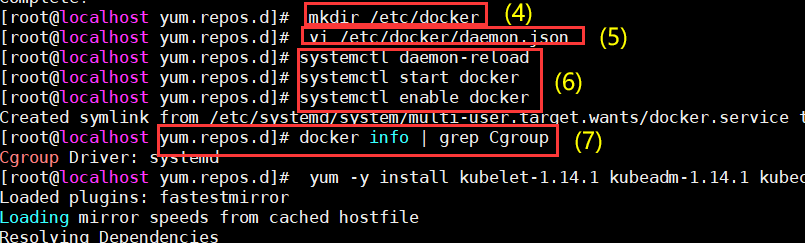 Complete.
[root@localhost yum.repos.d]# mkdir /etc/docker (4)
[root@localhost yum.repos.d]# vi /etc/docker/daemon.json (5)
[root@localhost yum.repos.d]# systemctl daemon-reload
[root@localhost yum.repos.d]# systemctl start docker (6)
[root@localhost yum.repos.d]# systemctl enable docker
Created symlink from /etc/systemd/system/multi-user.target.wants/docker.service t
[root@localhost yum.repos.d]# docker info | grep Cgroup (7)
Cgroup Driver: systemd
[root@localhost yum.repos.d]# yum -y install kubelet-1.14.1 kubeadm-1.14.1 kubec
Loaded plugins: fastestmirror
Loading mirror speeds from cached hostfile
Resolving Dependencies